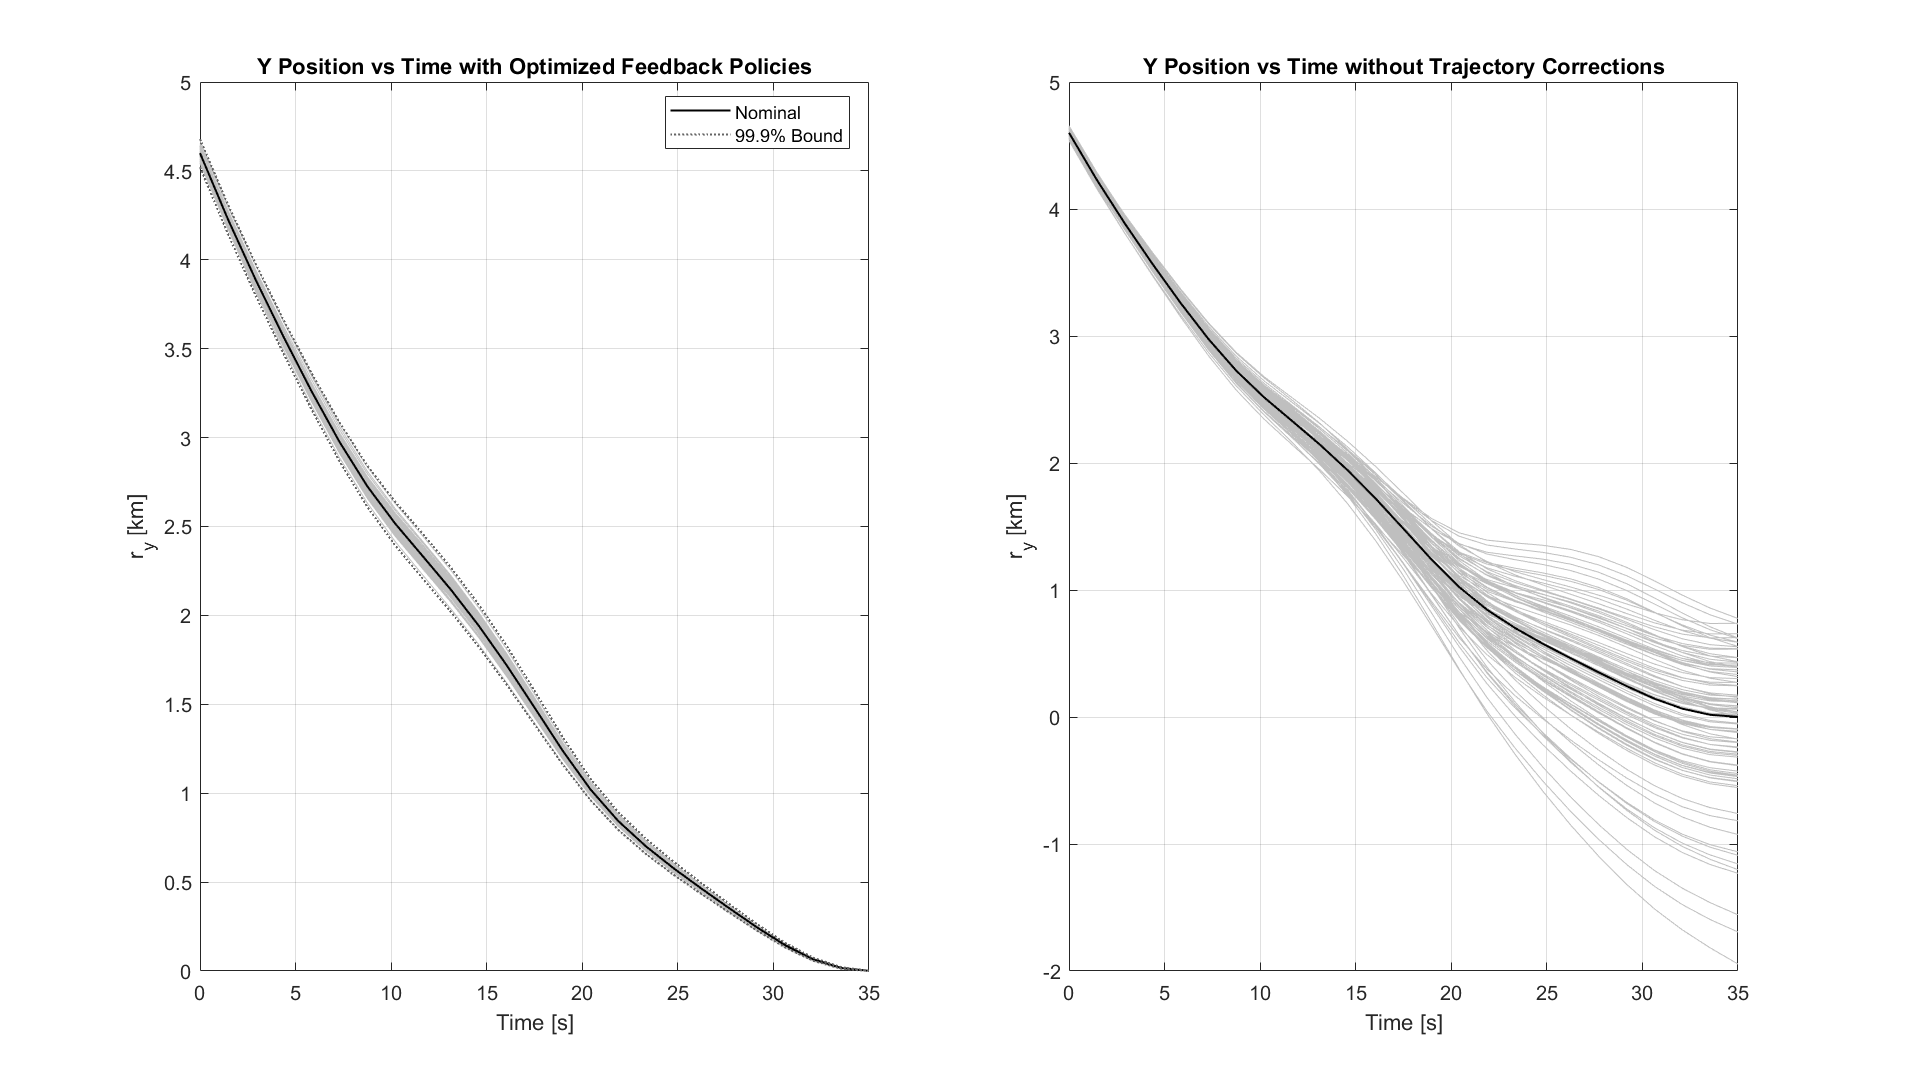 Y Position vs Time with Optimized Feedback Policies
Nominal
99.9% Bound
5
4.5
4
3.5
3
2.5
2
1.5
1
0.5
0
r_y [km]
0 5 10 15 20 25 30 35
Time [s]
Y Position vs Time without Trajectory Corrections
5
4
3
2
1
0
-1
-2
r_y [km]
0 5 10 15 20 25 30 35
Time [s]